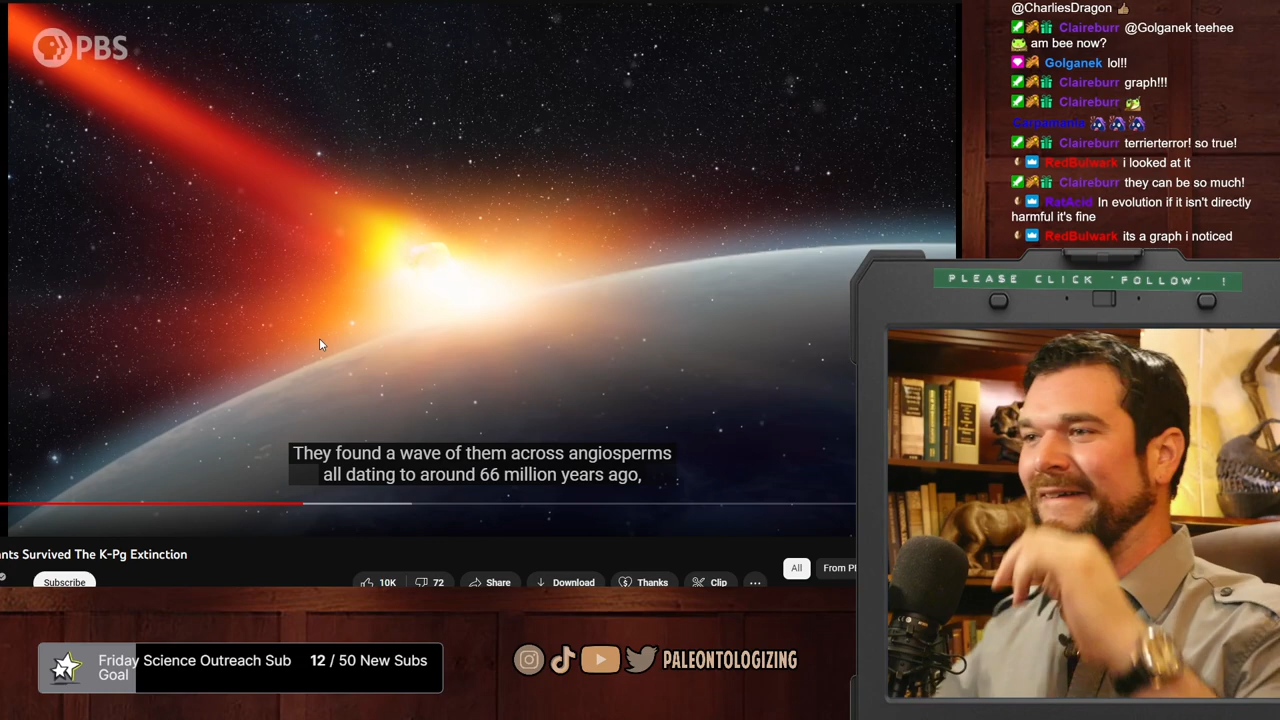 PBS
They found a wave of them across angiosperms
all dating to around 66 million years ago,
nts Survived The K-Pg Extinction
Subscribe
10K
72
Share
Download
Thanks
Clip
All
From P
@CharliesDragon
Claireburr @Golganek teehee
am bee now?
Golganek lol!!
Claireburr graph!!!
Claireburr
Carpamania
Claireburr terrierterror! so true!
RedBulwark i looked at it
Claireburr they can be so much!
RatAcid In evolution if it isn't directly
harmful it's fine
RedBulwark its a graph i noticed
PLEASE CLICK "FOLLOW" !
Friday Science Outreach Sub
Goal
12 / 50 New Subs
PALEONTOLOGIZING